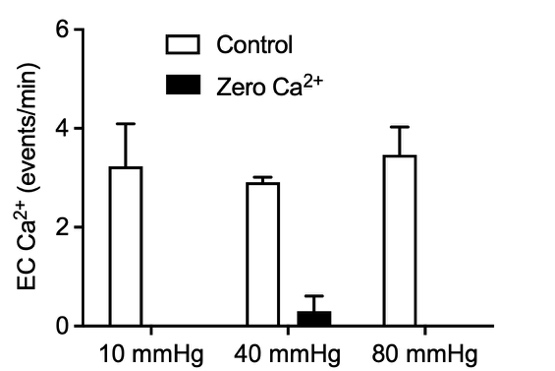 6
Control
Zero Ca²⁺
4
EC Ca²⁺ (events/min)
2
0
10 mmHg 40 mmHg 80 mmHg